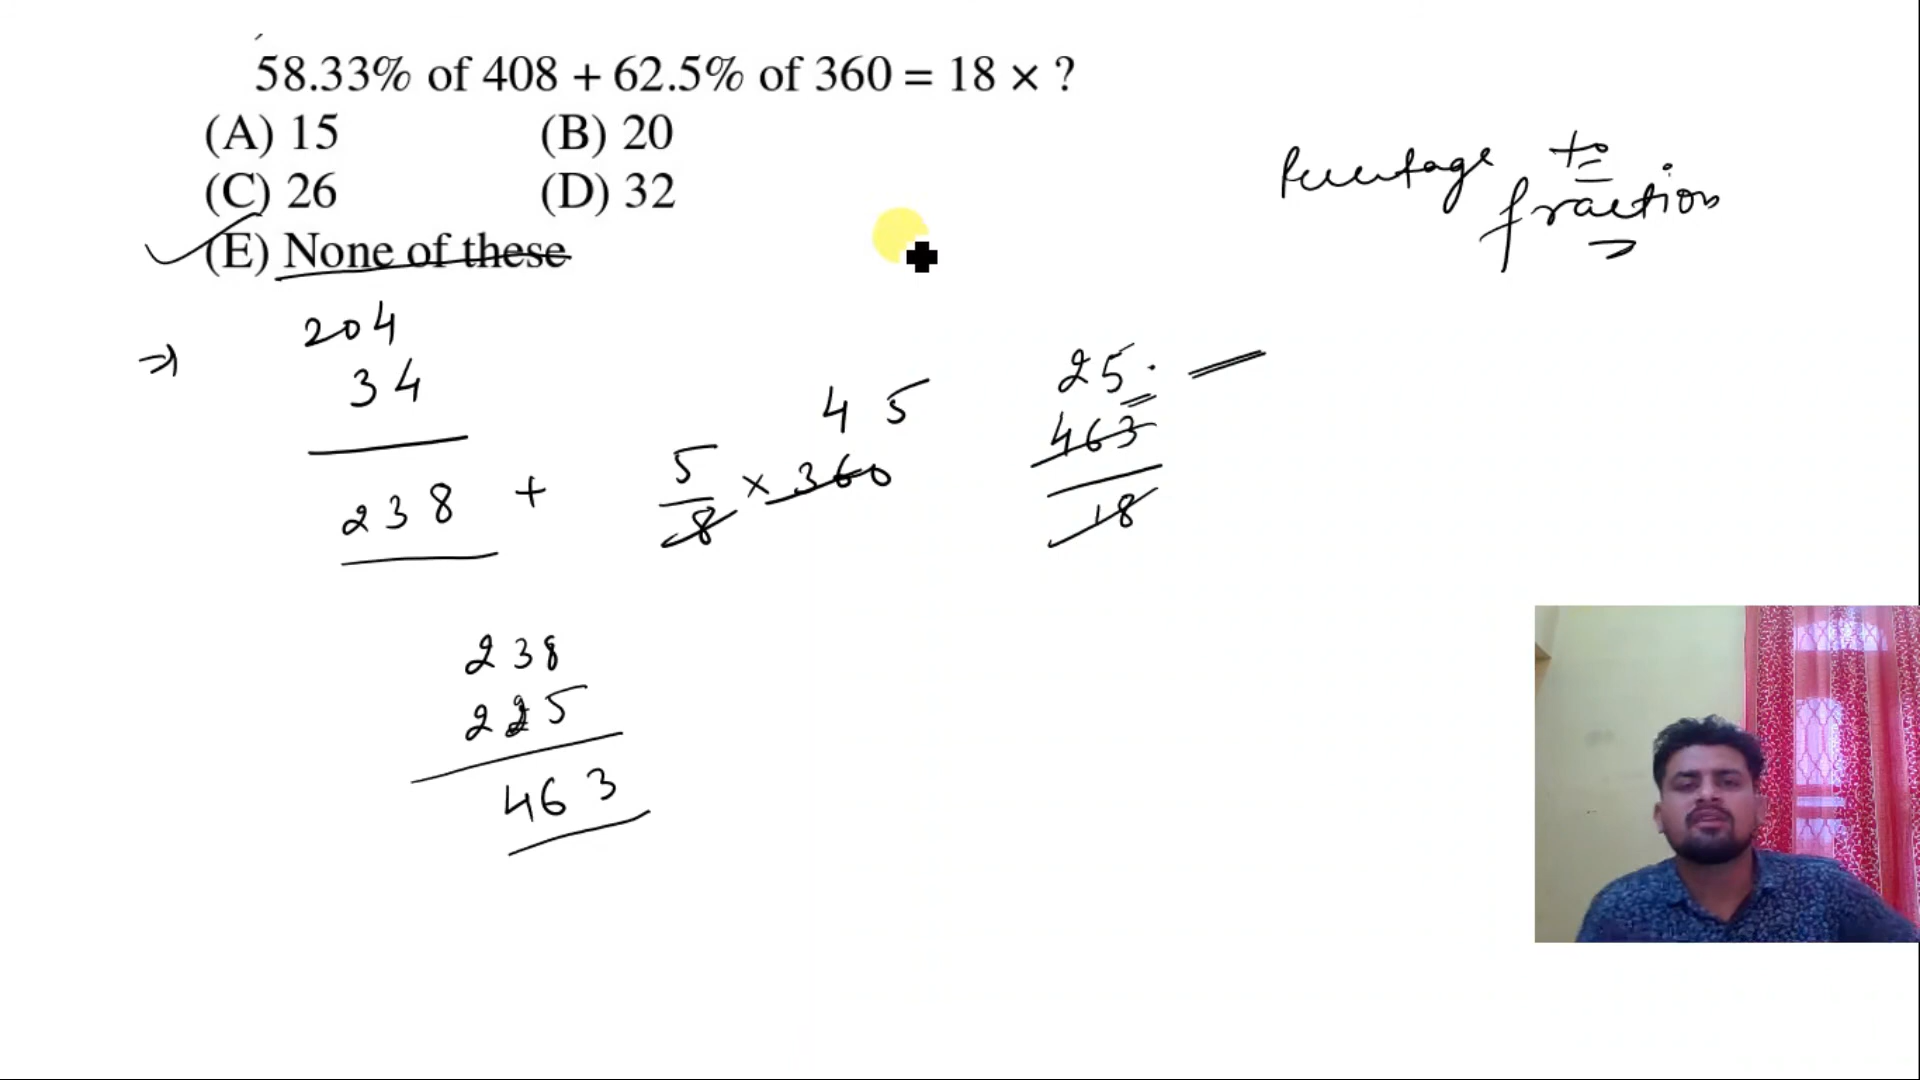 58.33% of 408 + 62.5% of 360 = 18 × ?
(A) 15 (B) 20
(C) 26 (D) 32
(E) None of these
Percentage to
fraction
⇒ 204
34
238 + 5/8 × 360
45
25.
463
18
238
225
463